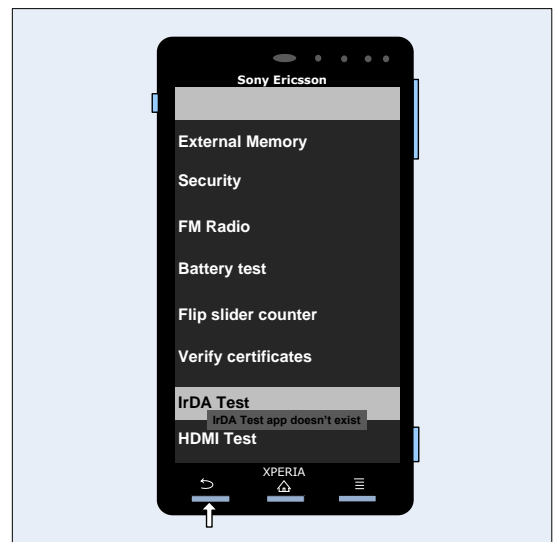 Sony Ericsson
External Memory
Security
FM Radio
Battery test
Flip slider counter
Verify certificates
IrDA Test
IrDA Test app doesn’t exist
HDMI Test
XPERIA